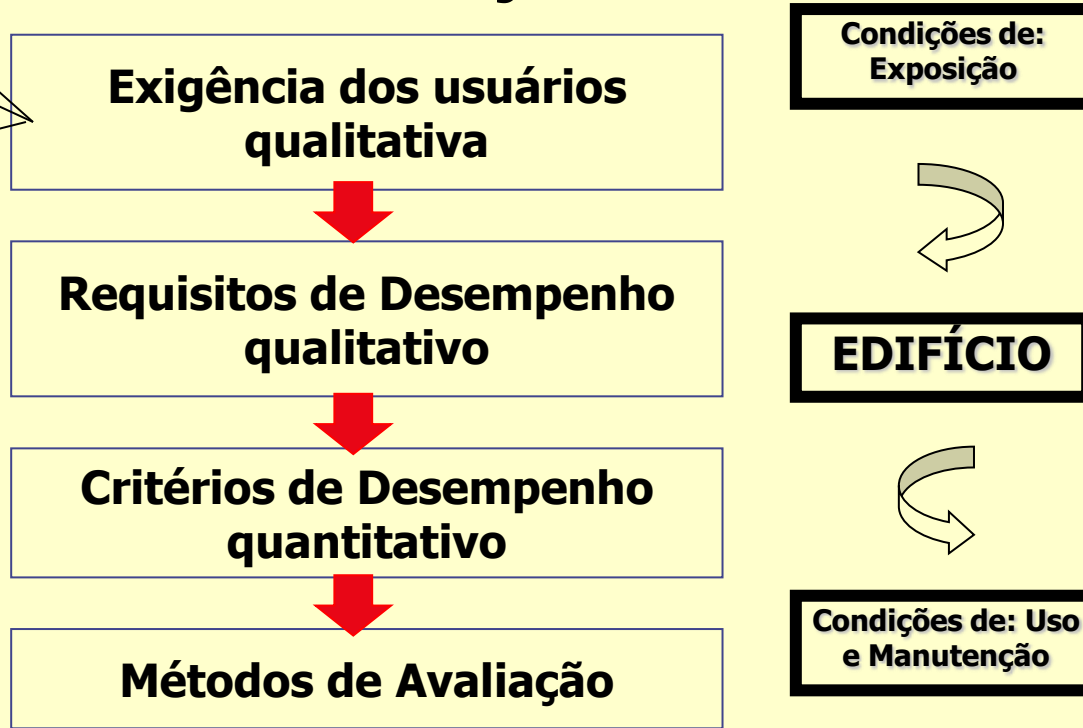 Exigência dos usuários
qualitativa
Requisitos de Desempenho
qualitativo
Critérios de Desempenho
quantitativo
Métodos de Avaliação
Condições de:
Exposição
EDIFÍCIO
Condições de: Uso
e Manutenção